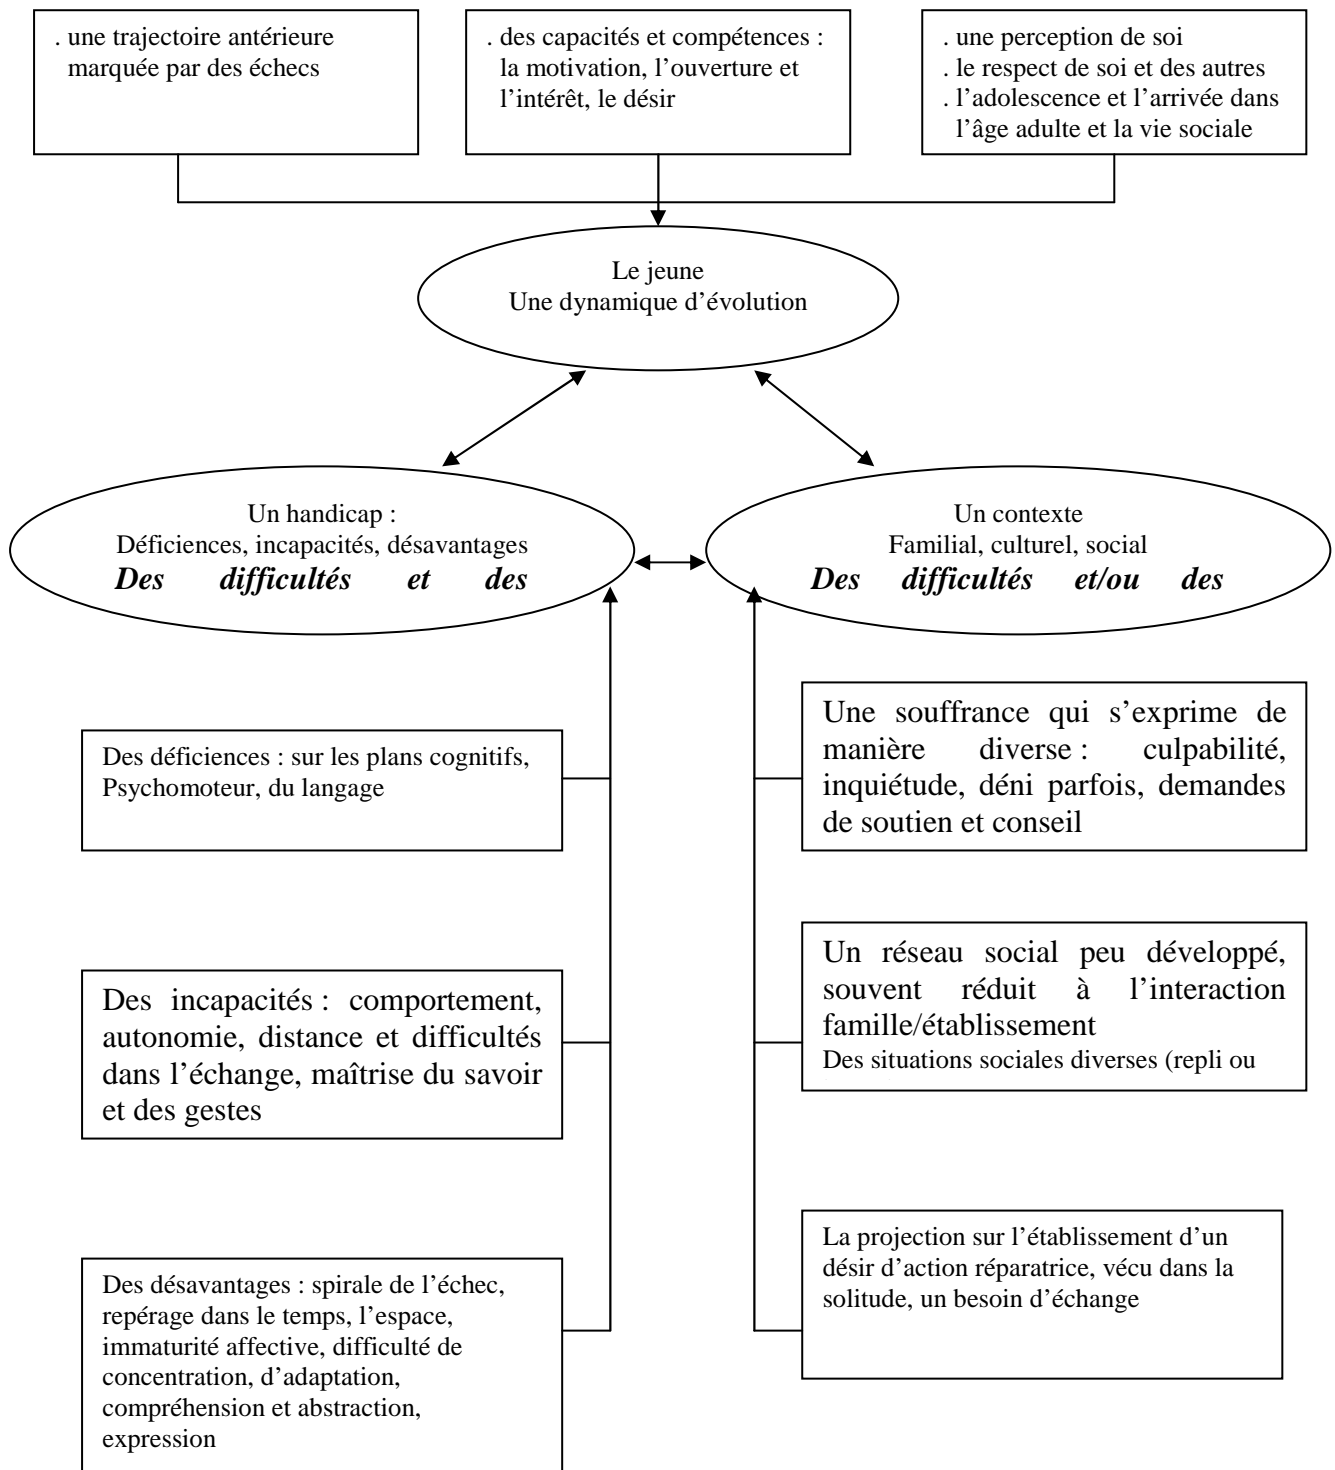 . une trajectoire antérieure
marquée par des échecs
. des capacités et compétences :
la motivation, l’ouverture et
l’intérêt, le désir
. une perception de soi
. le respect de soi et des autres
. l’adolescence et l’arrivée dans
l’âge adulte et la vie sociale
Le jeune
Une dynamique d’évolution
Un handicap :
Déficiences, incapacités, désavantages
Des difficultés et des
Un contexte
Familial, culturel, social
Des difficultés et/ou des
Des déficiences : sur les plans cognitifs,
Psychomoteur, du langage
Une souffrance qui s’exprime de
manière diverse : culpabilité,
inquiétude, déni parfois, demandes
de soutien et conseil
Des incapacités : comportement,
autonomie, distance et difficultés
dans l’échange, maîtrise du savoir
et des gestes
Un réseau social peu développé,
souvent réduit à l’interaction
famille/établissement
Des situations sociales diverses (repli ou
Des désavantages : spirale de l’échec,
repérage dans le temps, l’espace,
immaturité affective, difficulté de
concentration, d’adaptation,
compréhension et abstraction,
expression
La projection sur l’établissement d’un
désir d’action réparatrice, vécu dans la
solitude, un besoin d’échange